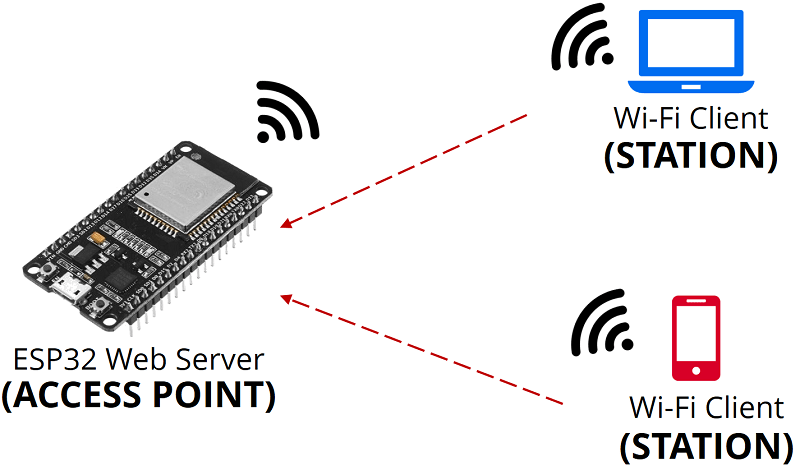 Wi-Fi Client
(STATION)
ESP32 Web Server
(ACCESS POINT)
Wi-Fi Client
(STATION)